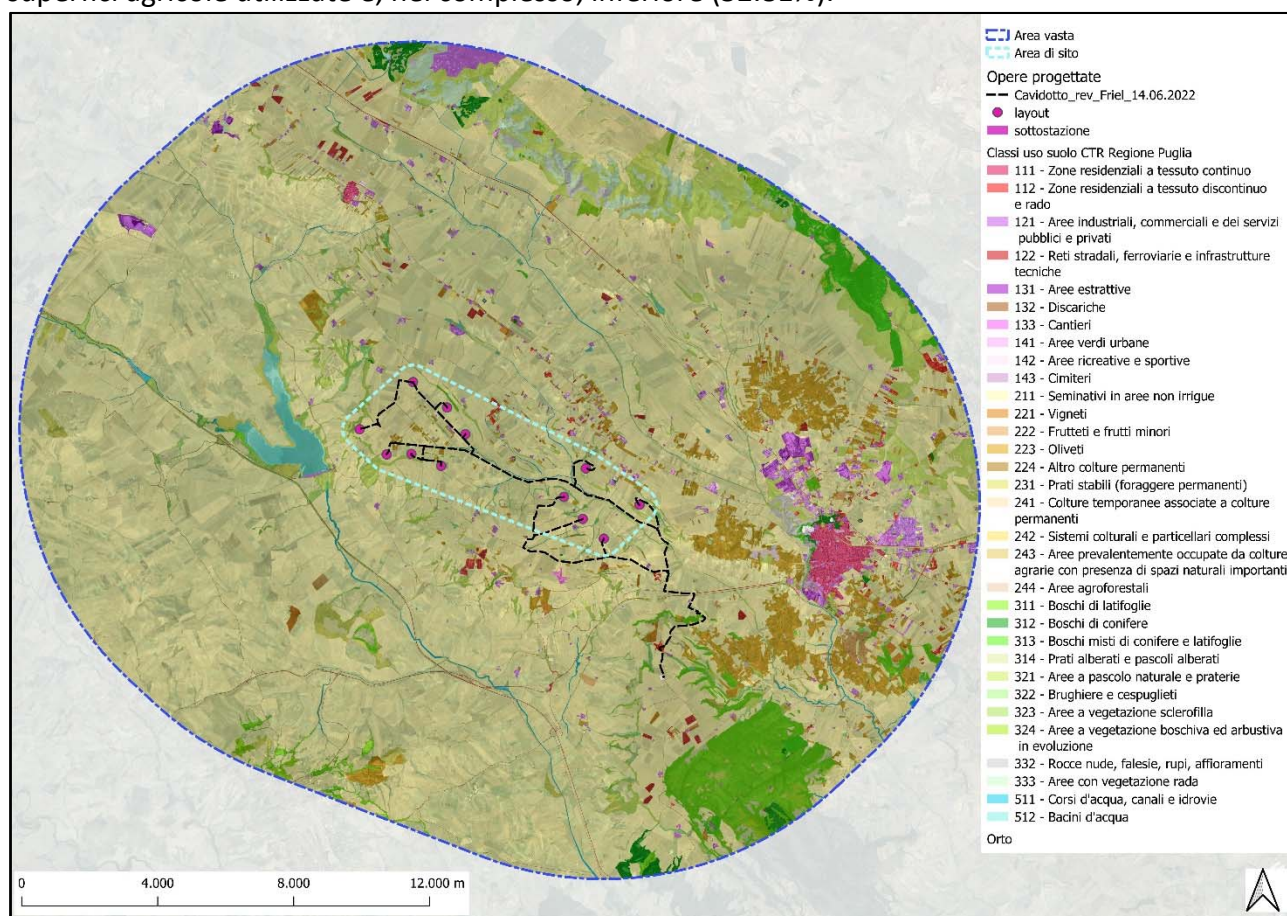 superfici agricole utilizzate è, nel complesso, inferiore
Area vasta
Area di sito
Opere progettate
Cavidotto_rev_Friel_14.06.2022
layout
sottostazione
Classi uso suolo CTR Regione Puglia
111 - Zone residenziali a tessuto continuo
112 - Zone residenziali a tessuto discontinuo
e rado
121 - Aree industriali, commerciali e dei servizi
pubblici e privati
122 - Reti stradali, ferroviarie e infrastrutture
tecniche
131 - Aree estrattive
132 - Discariche
133 - Cantieri
141 - Aree verdi urbane
142 - Aree ricreative e sportive
143 - Cimiteri
211 - Seminativi in aree non irrigue
221 - Vigneti
222 - Frutteti e frutti minori
223 - Oliveti
224 - Altro colture permanenti
231 - Prati stabili (foraggere permanenti)
241 - Colture temporanee associate a colture
permanenti
242 - Sistemi colturali e particellari complessi
243 - Aree prevalentemente occupate da colture
agrarie con presenza di spazi naturali importanti
244 - Aree agroforestali
311 - Boschi di latifoglie
312 - Boschi di conifere
313 - Boschi misti di conifere e latifoglie
314 - Prati alberati e pascoli alberati
321 - Aree a pascolo naturale e praterie
322 - Brughiere e cespuglieti
323 - Aree a vegetazione sclerofilla
324 - Aree a vegetazione boschiva ed arbustiva
in evoluzione
332 - Rocce nude, falesie, rupi, affioramenti
333 - Aree con vegetazione rada
511 - Corsi d'acqua, canali e idrovie
512 - Bacini d'acqua
Orto
0 4.000 8.000 12.000 m